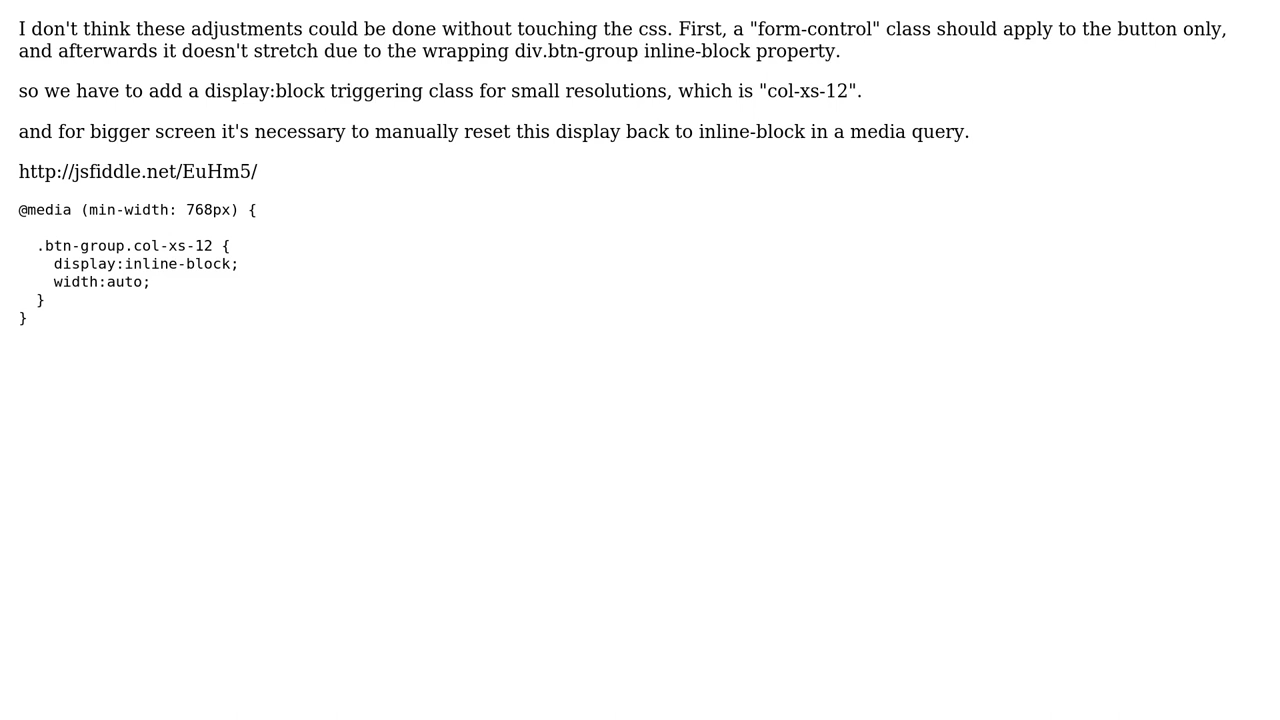 I don't think these adjustments could be done without touching the css. First, a "form-control" class should apply to the button only,
and afterwards it doesn't stretch due to the wrapping div.btn-group inline-block property.
so we have to add a display:block triggering class for small resolutions, which is "col-xs-12".
and for bigger screen it's necessary to manually reset this display back to inline-block in a media query.
http://jsfiddle.net/EuHm5/
@media (min-width: 768px) {
  .btn-group.col-xs-12 {
    display:inline-block;
    width:auto;
  }
}